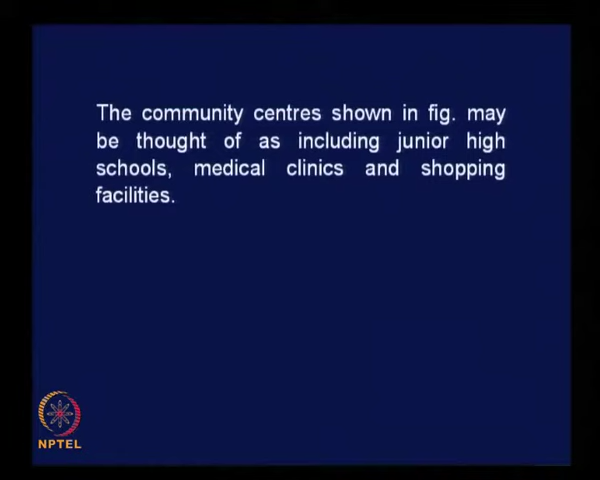 The community centres shown in fig. may
be thought of as including junior high
schools, medical clinics and shopping
facilities.
NPTEL